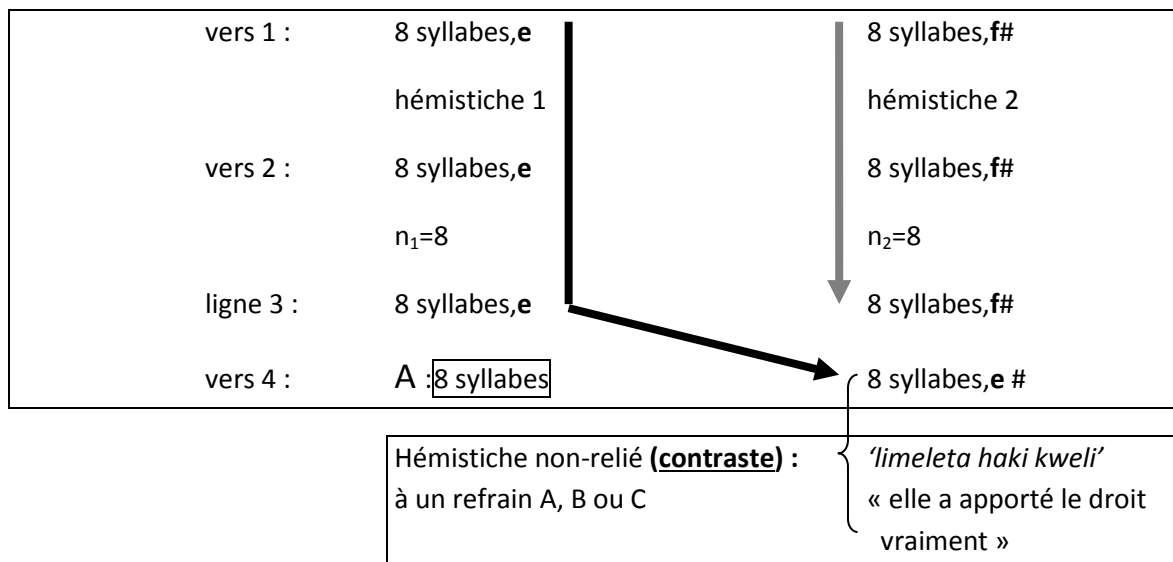 vers 1 : 8 syllabes,e 8 syllabes,f#
hémistiche 1 hémistiche 2
vers 2 : 8 syllabes,e 8 syllabes,f#
n₁=8 n₂=8
ligne 3 : 8 syllabes,e 8 syllabes,f#
vers 4 : A :8 syllabes 8 syllabes,e #
Hémistiche non-relié (contraste) : ‘limeleta haki kweli’
à un refrain A, B ou C « elle a apporté le droit
vraiment »